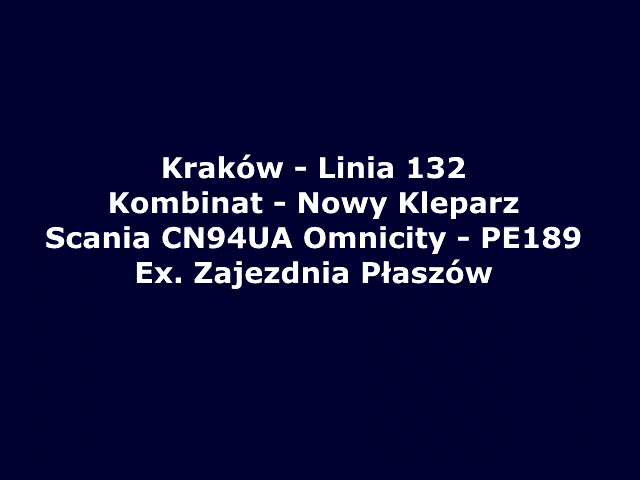 Kraków - Linia 132
Kombinat - Nowy Kleparz
Scania CN94UA Omnicity - PE189
Ex. Zajezdnia Płaszów